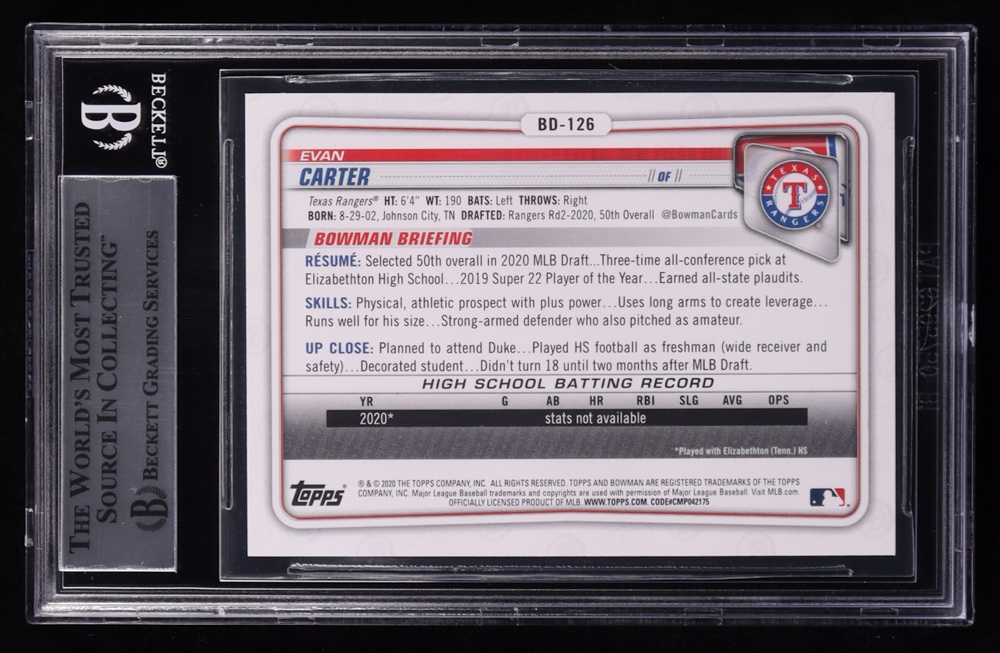 BECKETT®
B
THE WORLD'S MOST TRUSTED
SOURCE IN COLLECTING™
BECKETT GRADING SERVICES
B
BD-126
EVAN
CARTER
// OF //
TEXAS
T
RANGERS
Texas Rangers® HT: 6'4" WT: 190 BATS: Left THROWS: Right
BORN: 8-29-02, Johnson City, TN DRAFTED: Rangers Rd2-2020, 50th Overall @BowmanCards
BOWMAN BRIEFING
RÉSUMÉ: Selected 50th overall in 2020 MLB Draft...Three-time all-conference pick at
Elizabethton High School...2019 Super 22 Player of the Year...Earned all-state plaudits.
SKILLS: Physical, athletic prospect with plus power...Uses long arms to create leverage...
Runs well for his size...Strong-armed defender who also pitched as amateur.
UP CLOSE: Planned to attend Duke...Played HS football as freshman (wide receiver and
safety)...Decorated student...Didn't turn 18 until two months after MLB Draft.
HIGH SCHOOL BATTING RECORD
YR G AB HR RBI SLG AVG OPS
2020* stats not available
*Played with Elizabethton (Tenn.) HS
topps®
® & © 2020 THE TOPPS COMPANY, INC. ALL RIGHTS RESERVED. TOPPS AND BOWMAN ARE REGISTERED TRADEMARKS OF THE TOPPS
COMPANY, INC. Major League Baseball trademarks and copyrights are used with permission of Major League Baseball. Visit MLB.com.
OFFICIALLY LICENSED PRODUCT OF MLB. WWW.TOPPS.COM. CODE#CMP042175